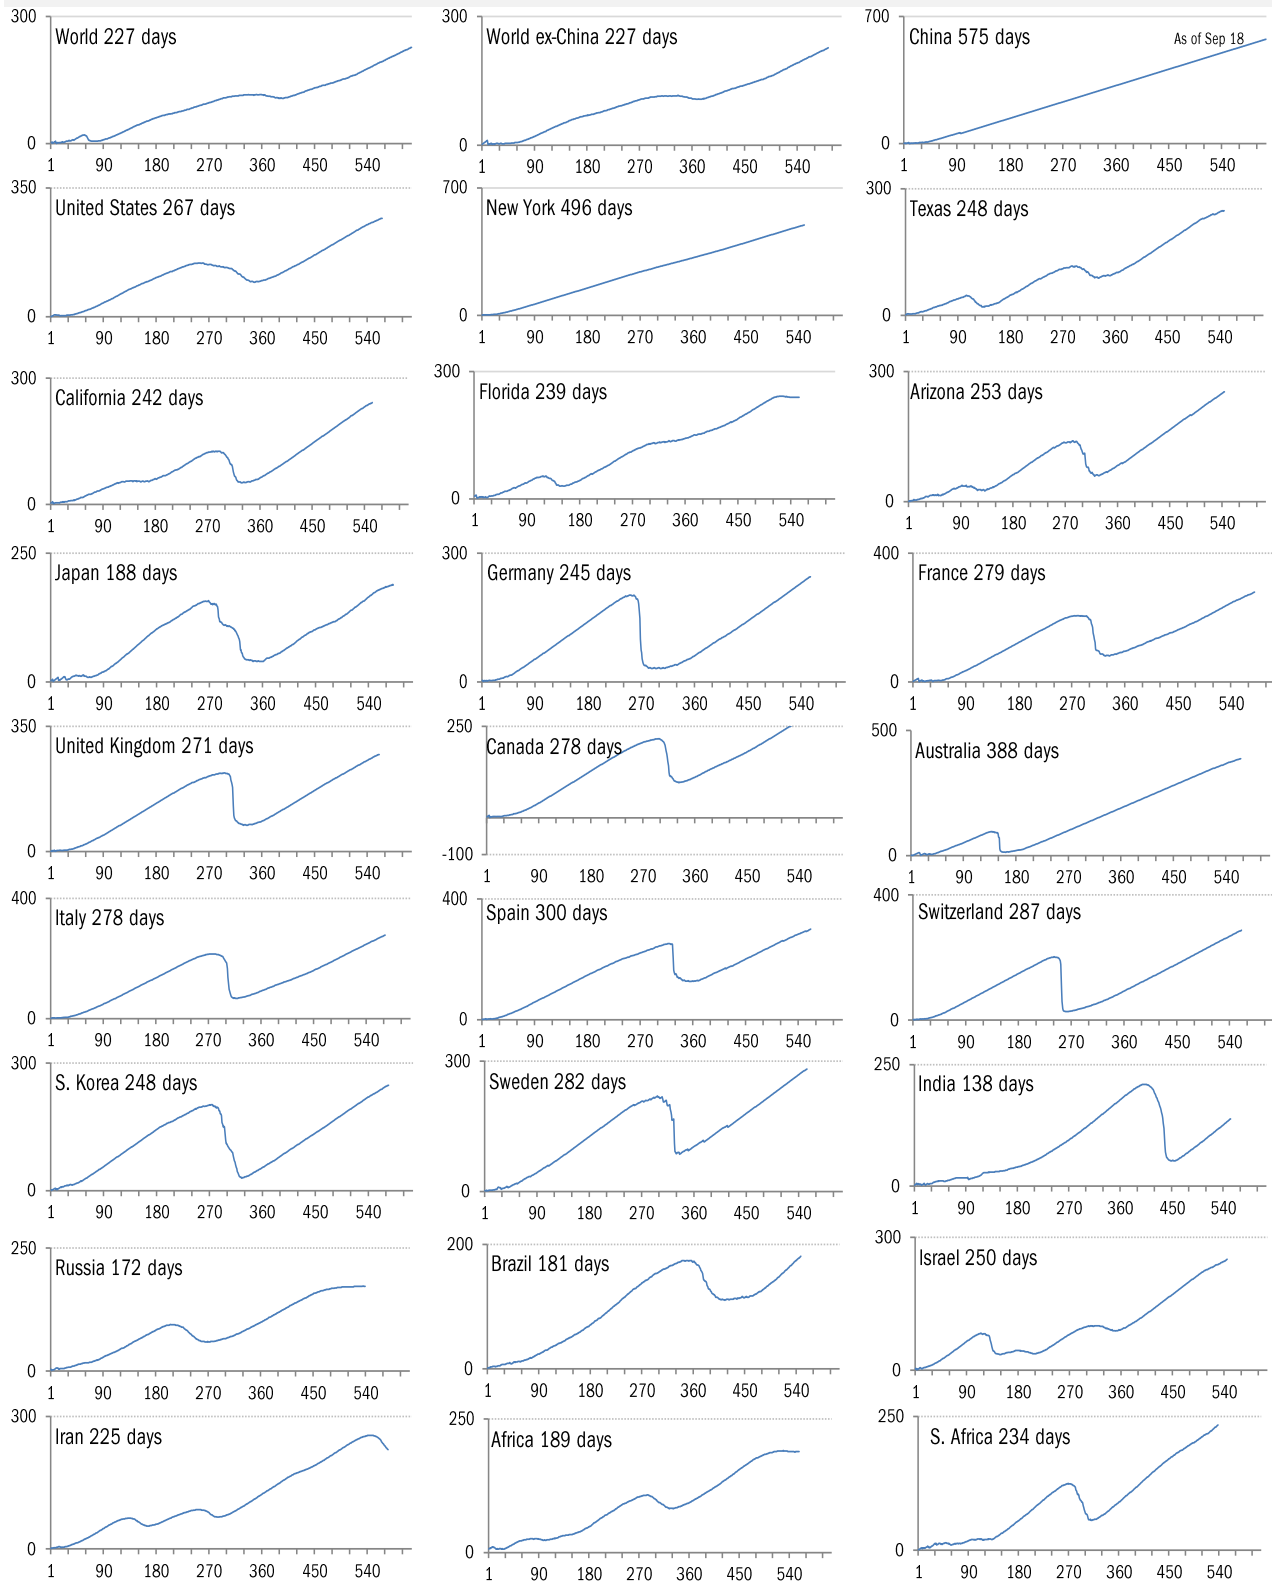 300
World 227 days
0
1 90 180 270 360 450 540
300
World ex-China 227 days
0
1 90 180 270 360 450 540
700
China 575 days
As of Sep 18
0
1 90 180 270 360 450 540
350
United States 267 days
0
1 90 180 270 360 450 540
700
New York 496 days
0
1 90 180 270 360 450 540
300
Texas 248 days
0
1 90 180 270 360 450 540
300
California 242 days
0
1 90 180 270 360 450 540
300
Florida 239 days
0
1 90 180 270 360 450 540
300
Arizona 253 days
0
1 90 180 270 360 450 540
250
Japan 188 days
0
1 90 180 270 360 450 540
300
Germany 245 days
0
1 90 180 270 360 450 540
400
France 279 days
0
1 90 180 270 360 450 540
350
United Kingdom 271 days
0
1 90 180 270 360 450 540
250
Canada 278 days
-100
1 90 180 270 360 450 540
500
Australia 388 days
0
1 90 180 270 360 450 540
400
Italy 278 days
0
1 90 180 270 360 450 540
400
Spain 300 days
0
1 90 180 270 360 450 540
400
Switzerland 287 days
0
1 90 180 270 360 450 540
300
S. Korea 248 days
0
1 90 180 270 360 450 540
300
Sweden 282 days
0
1 90 180 270 360 450 540
250
India 138 days
0
1 90 180 270 360 450 540
250
Russia 172 days
0
1 90 180 270 360 450 540
200
Brazil 181 days
0
1 90 180 270 360 450 540
300
Israel 250 days
0
1 90 180 270 360 450 540
300
Iran 225 days
0
1 90 180 270 360 450 540
250
Africa 189 days
0
1 90 180 270 360 450 540
250
S. Africa 234 days
0
1 90 180 270 360 450 540